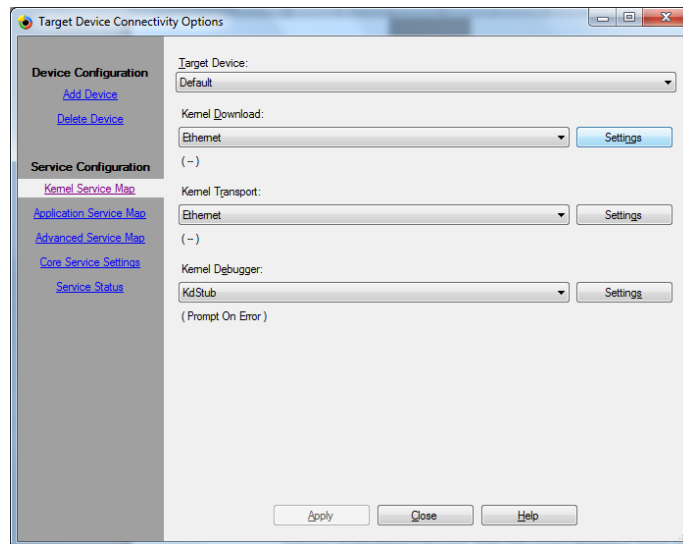 Target Device Connectivity Options
Device Configuration
Add Device
Delete Device
Service Configuration
Kernel Service Map
Application Service Map
Advanced Service Map
Core Service Settings
Service Status
Target Device:
Default
Kernel Download:
Ethernet
Settings
( -- )
Kernel Transport:
Ethernet
Settings
( -- )
Kernel Debugger:
KdStub
Settings
( Prompt On Error )
Apply
Close
Help